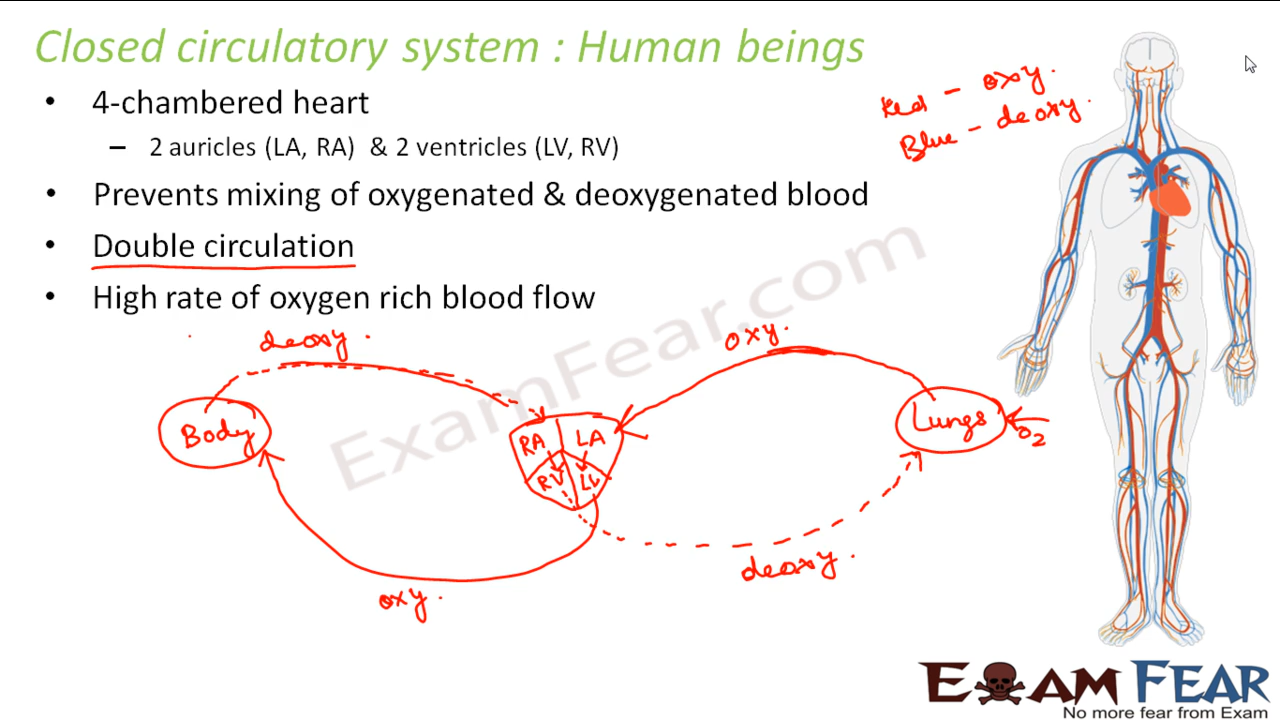 Closed circulatory system : Human beings
• 4-chambered heart
– 2 auricles (LA, RA) & 2 ventricles (LV, RV)
• Prevents mixing of oxygenated & deoxygenated blood
• Double circulation
• High rate of oxygen rich blood flow
Red - oxy.
Blue - deoxy.
deoxy.
oxy.
Body
RA LA
RV LV
Lungs
O2
deoxy.
oxy.
ExamFear.com
EXAM FEAR
No more fear from Exam